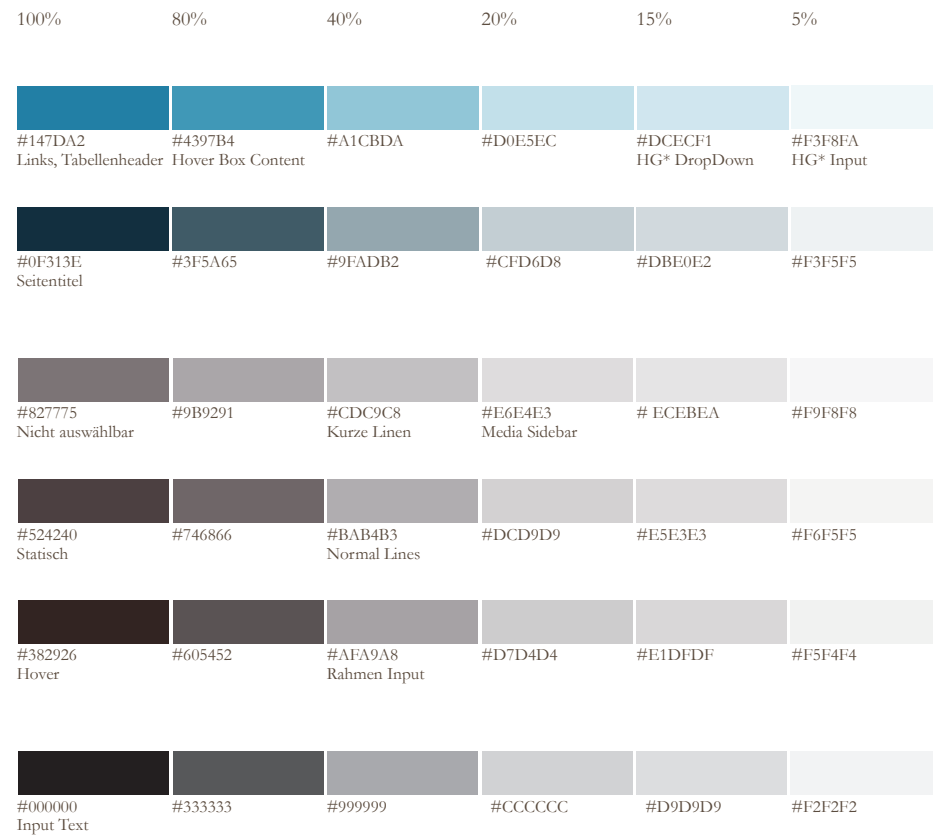 100% 80% 40% 20% 15% 5%
#147DA2 #4397B4 #A1CBDA #D0E5EC #DCECF1 #F3F8FA
Links, Tabellenheader Hover Box Content HG* DropDown HG* Input
#0F313E #3F5A65 #9FADB2 #CFD6D8 #DBE0E2 #F3F5F5
Seitentitel
#827775 #9B9291 #CDC9C8 #E6E4E3 # ECEBEA #F9F8F8
Nicht auswählbar Kurze Linen Media Sidebar
#524240 #746866 #BAB4B3 #DCD9D9 #E5E3E3 #F6F5F5
Statisch Normal Lines
#382926 #605452 #AFA9A8 #D7D4D4 #E1DFDF #F5F4F4
Hover Rahmen Input
#000000 #333333 #999999 #CCCCCC #D9D9D9 #F2F2F2
Input Text